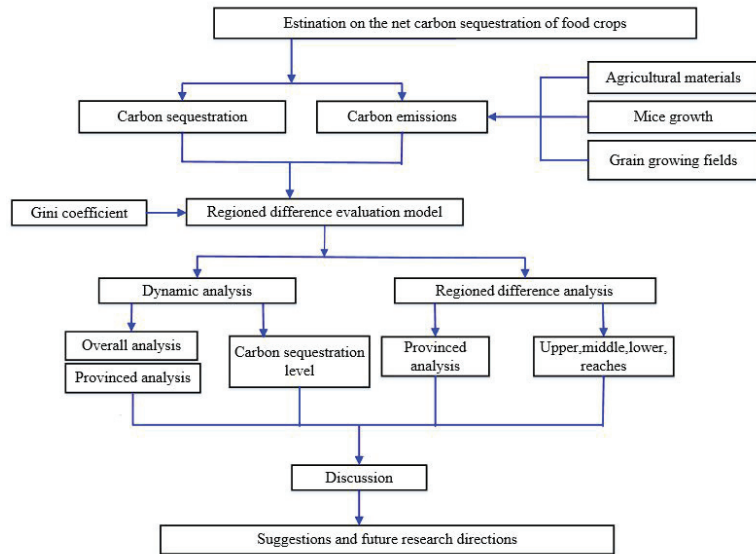 Estination on the net carbon sequestration of food crops
Agricultural materials
Carbon sequestration
Carbon emissions
Mice growth
Grain growing fields
Gini coefficient
Regioned difference evaluation model
Dynamic analysis
Regioned difference analysis
Overall analysis
Provinced analysis
Carbon sequestration
level
Provinced
analysis
Upper,middle,lower,
reaches
Discussion
Suggestions and future research directions